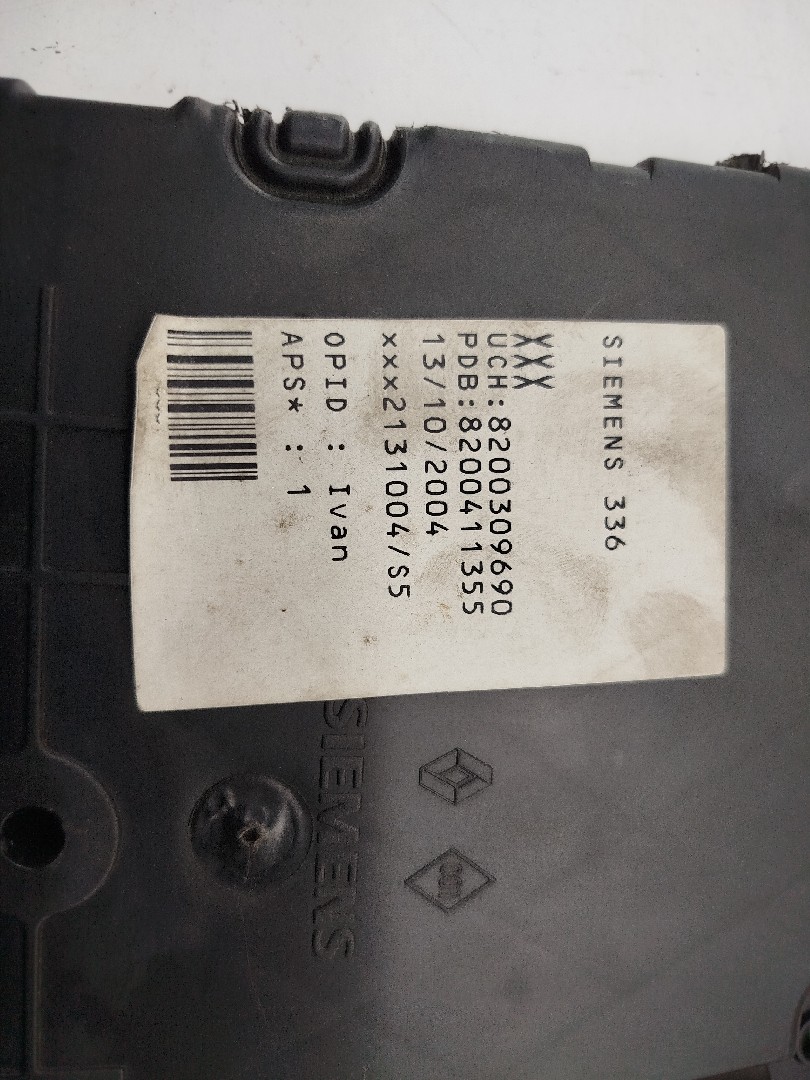 SIEMENS 336
XXX
UCH:8200309690
PDB:8200411355
13/10/2004
xxx2131004/S5
OPID : Ivan
APS* : 1
SIEMENS